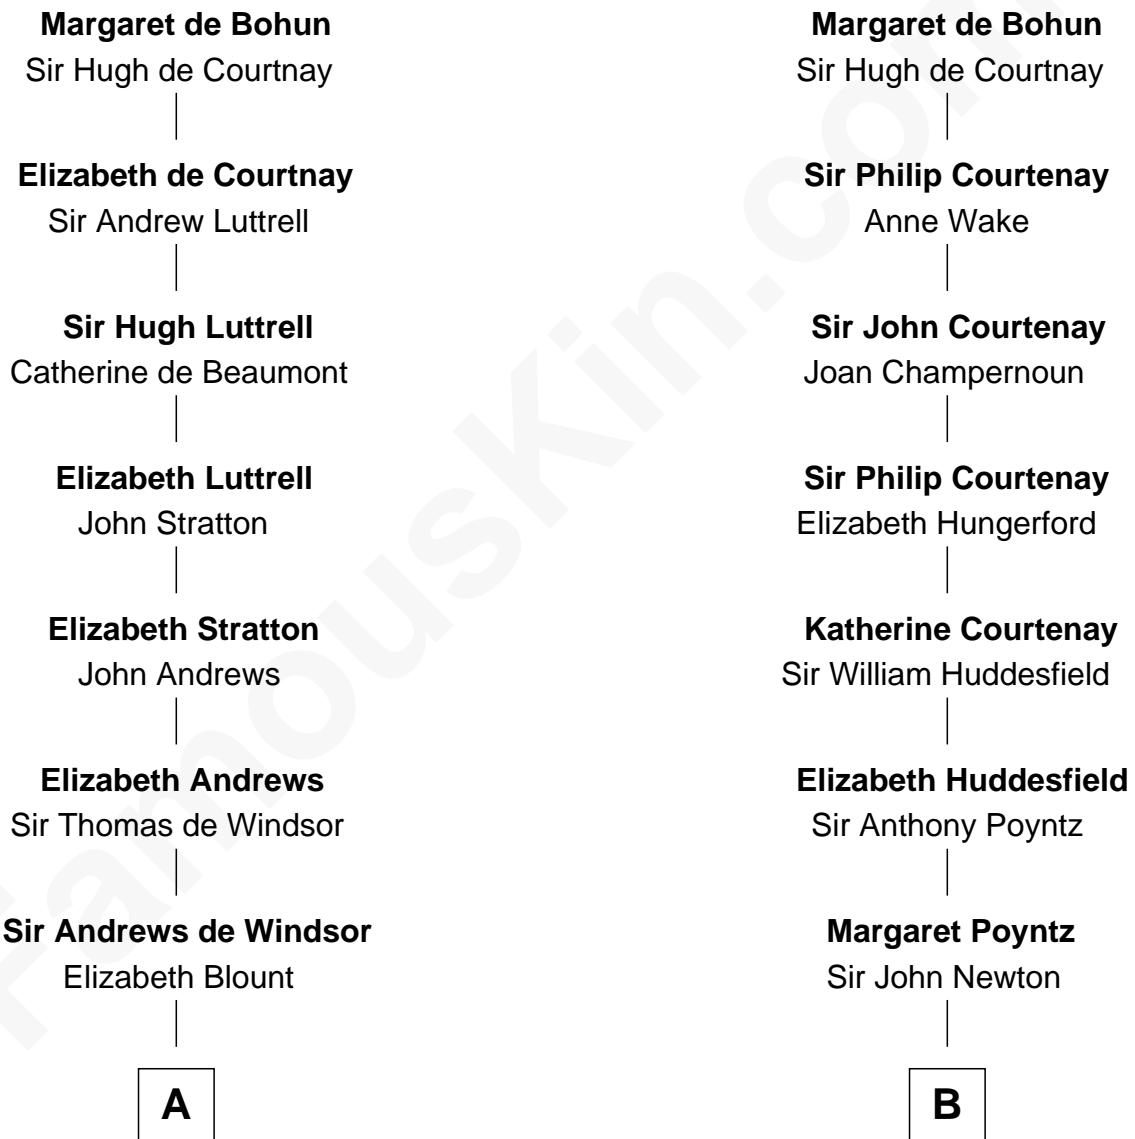 Margaret de Bohun
Sir Hugh de Courtnay
Elizabeth de Courtnay
Sir Andrew Luttrell
Sir Hugh Luttrell
Catherine de Beaumont
Elizabeth Luttrell
John Stratton
Elizabeth Stratton
John Andrews
Elizabeth Andrews
Sir Thomas de Windsor
Sir Andrews de Windsor
Elizabeth Blount
A
Margaret de Bohun
Sir Hugh de Courtnay
Sir Philip Courtenay
Anne Wake
Sir John Courtenay
Joan Champernoun
Sir Philip Courtenay
Elizabeth Hungerford
Katherine Courtenay
Sir William Huddesfield
Elizabeth Huddesfield
Sir Anthony Poyntz
Margaret Poyntz
Sir John Newton
B
FamousKin.com